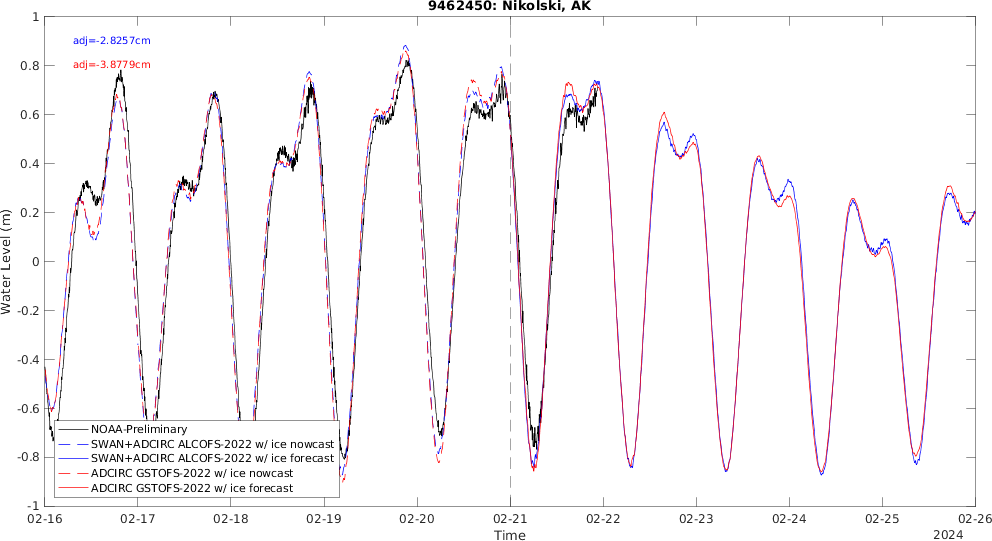 9462450: Nikolski, AK
adj=-2.8257cm
adj=-3.8779cm
1
0.8
0.6
0.4
0.2
0
-0.2
-0.4
-0.6
-0.8
-1
Water Level (m)
NOAA-Preliminary
SWAN+ADCIRC ALCOFS-2022 w/ ice nowcast
SWAN+ADCIRC ALCOFS-2022 w/ ice forecast
ADCIRC GSTOFS-2022 w/ ice nowcast
ADCIRC GSTOFS-2022 w/ ice forecast
02-16 02-17 02-18 02-19 02-20 02-21 02-22 02-23 02-24 02-25 02-26
Time
2024